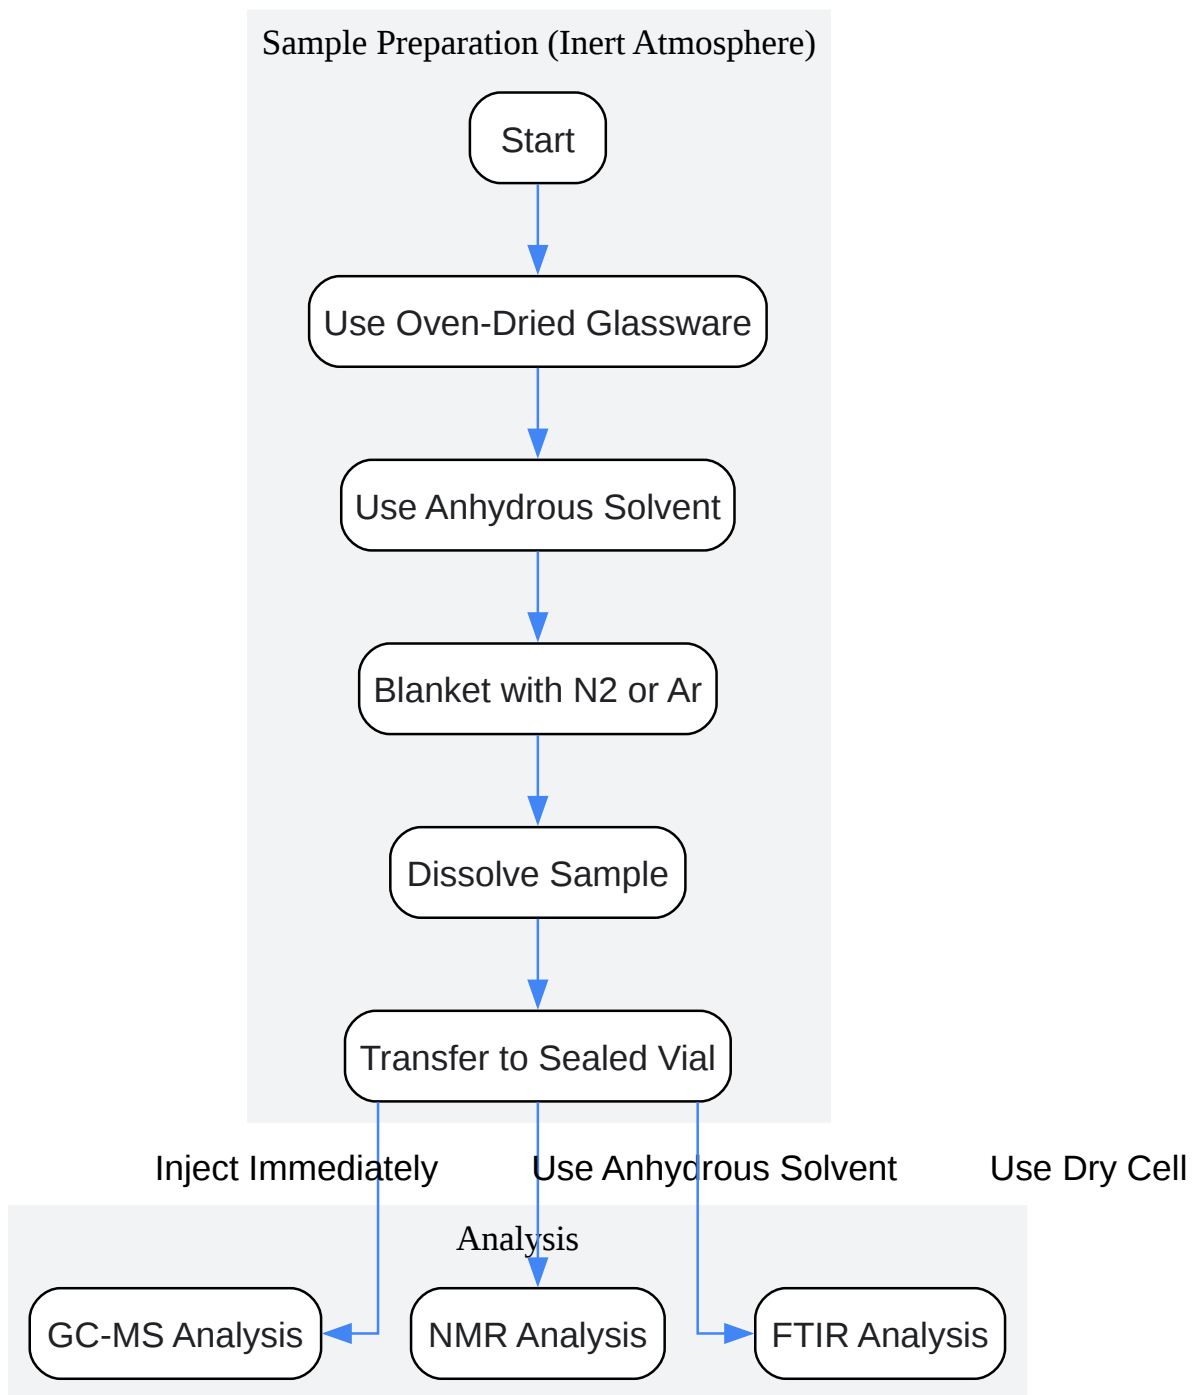 Sample Preparation (Inert Atmosphere)
Start
Use Oven-Dried Glassware
Use Anhydrous Solvent
Blanket with N2 or Ar
Dissolve Sample
Transfer to Sealed Vial
Inject Immediately
Use Anhydrous Solvent
Use Dry Cell
Analysis
GC-MS Analysis
NMR Analysis
FTIR Analysis